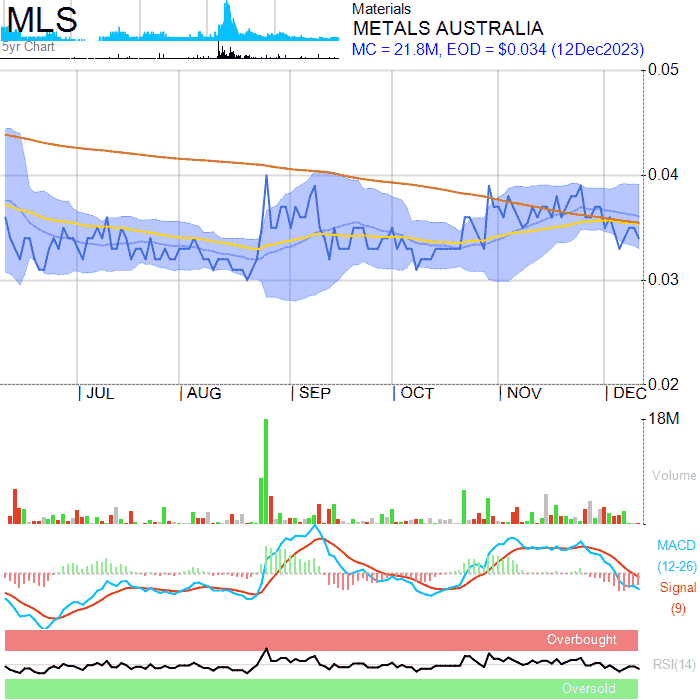 MLS
5yr Chart
Materials
METALS AUSTRALIA
MC = 21.8M, EOD = $0.034 (12Dec2023)
0.05
0.04
0.03
0.02
| JUL | AUG | SEP | OCT | NOV | DEC
18M
Volume
MACD
(12-26)
Signal
(9)
Overbought
RSI(14)
Oversold